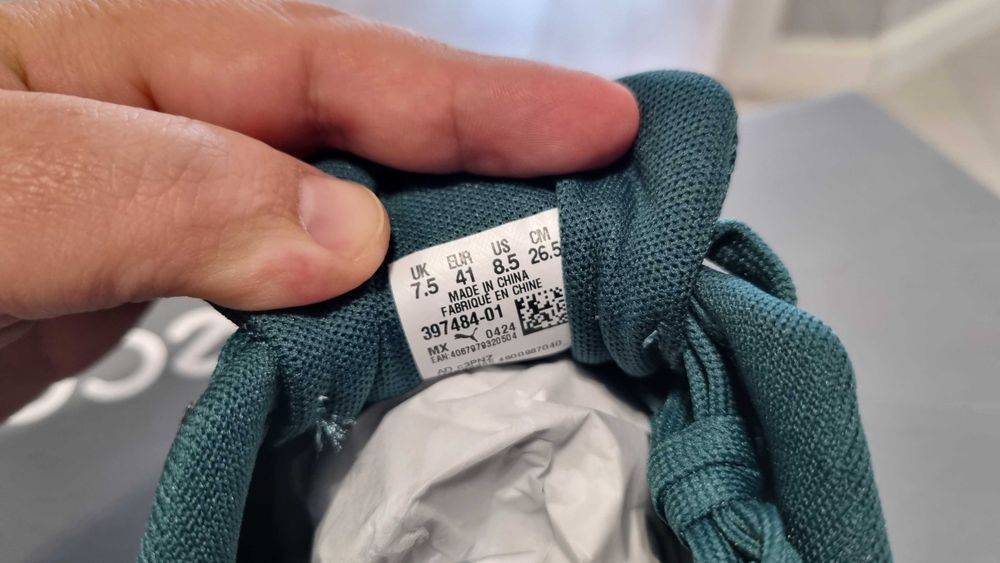 UK EUR US CM
7.5 41 8.5 26.5
MADE IN CHINA
FABRIQUÉ EN CHINE
397484-01
MX 0424
EAN:4067979320504